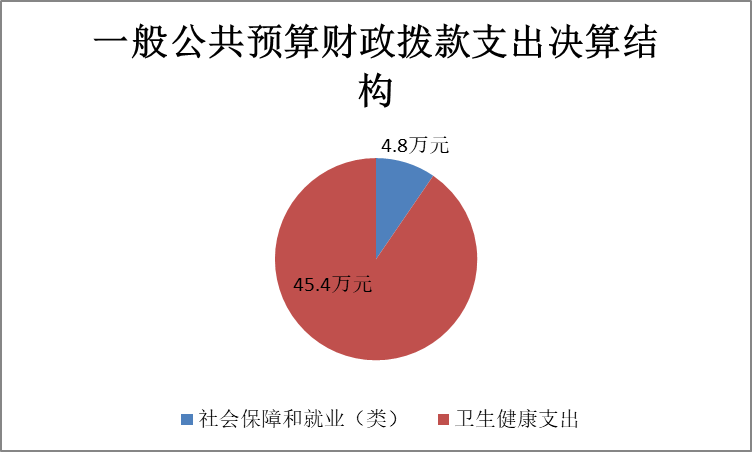 一般公共预算财政拨款支出决算结
构
4.8万元
45.4万元
社会保障和就业（类） 卫生健康支出